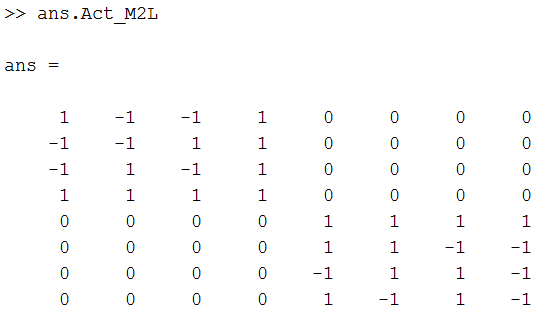 >> ans.Act_M2L
ans =
1 -1 -1 1 0 0 0 0
-1 -1 1 1 0 0 0 0
-1 1 -1 1 0 0 0 0
1 1 1 1 0 0 0 0
0 0 0 0 1 1 1 1
0 0 0 0 1 1 -1 -1
0 0 0 0 -1 1 1 -1
0 0 0 0 1 -1 1 -1